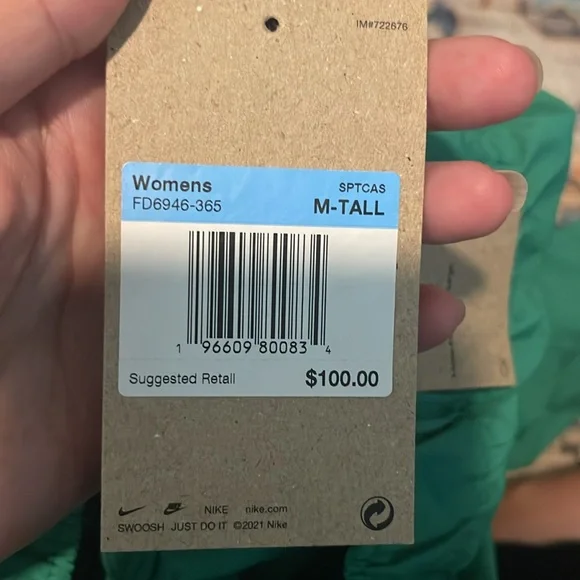 IM#722676
Womens SPTCAS
FD6946-365 M-TALL
1 96609 80083 4
Suggested Retail $100.00
NIKE nike.com
SWOOSH JUST DO IT ©2021 Nike